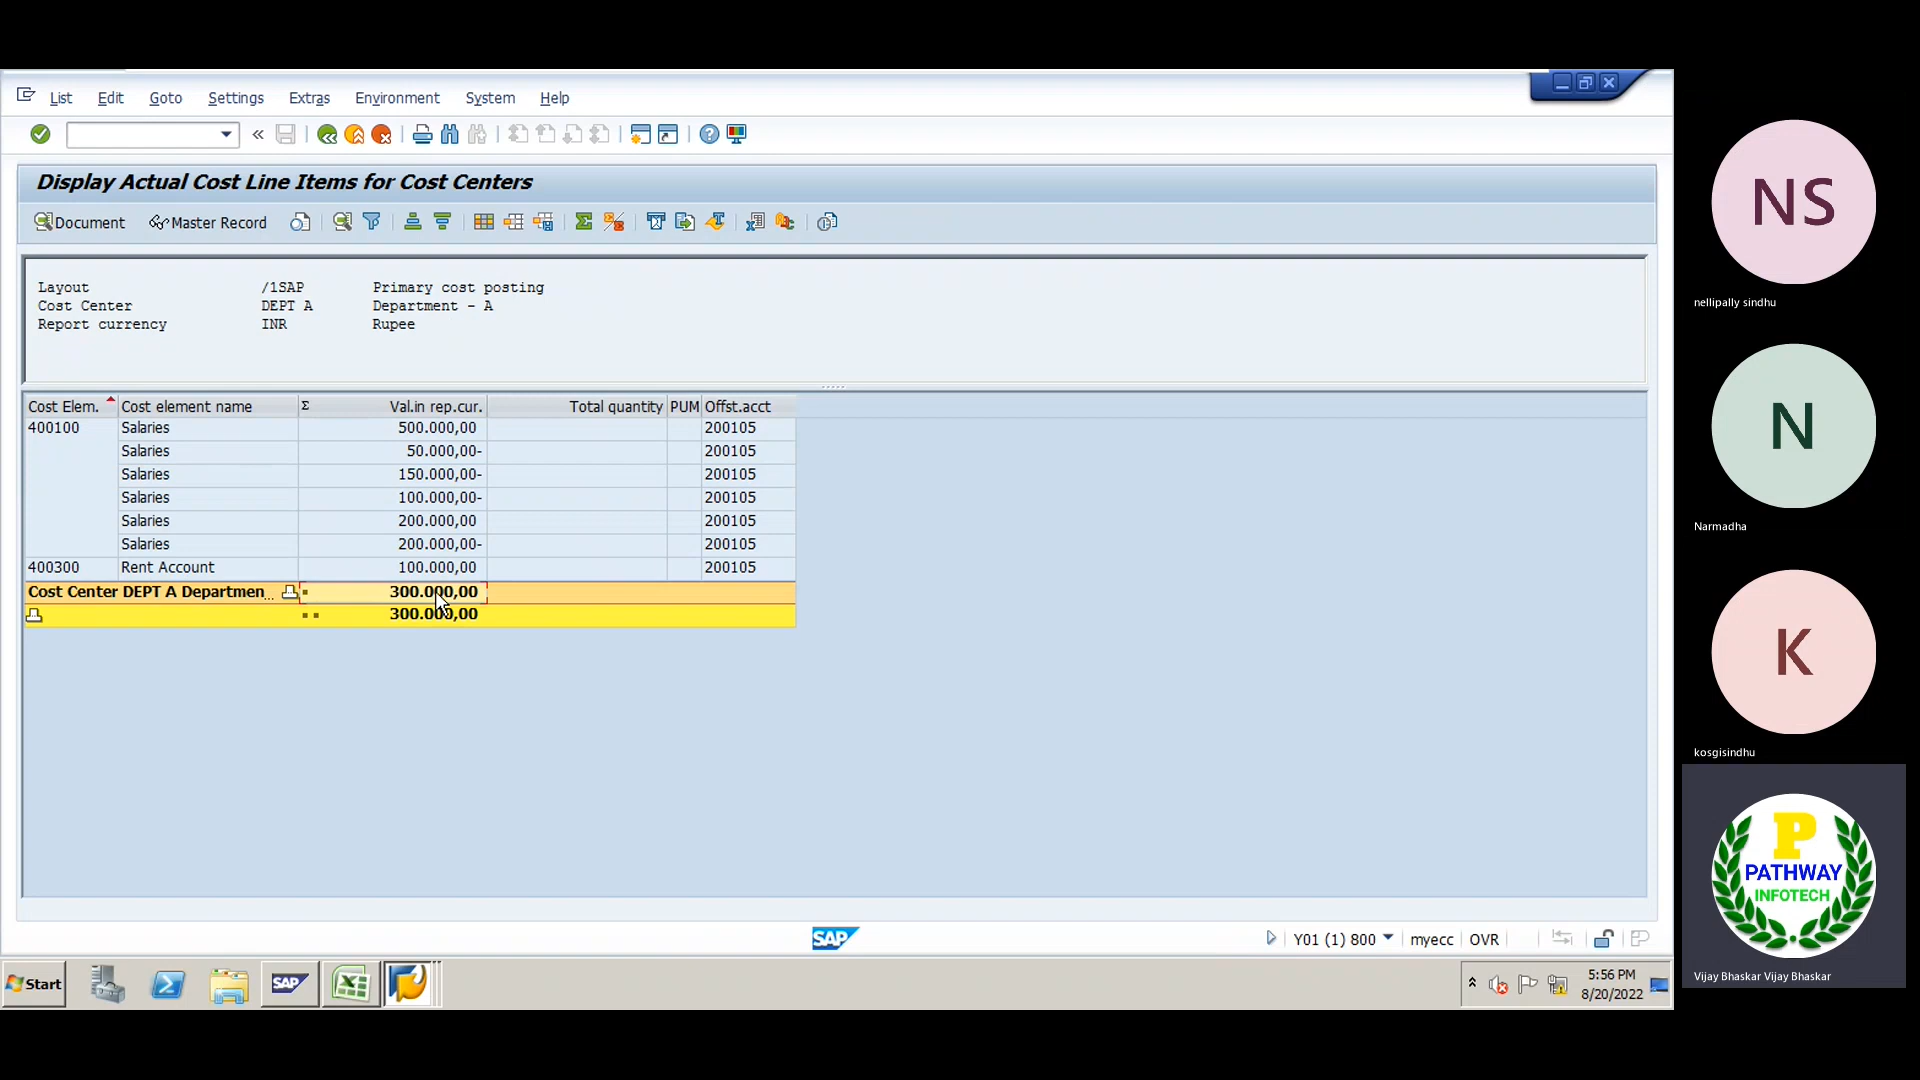 List Edit Goto Settings Extras Environment System Help
Display Actual Cost Line Items for Cost Centers
Document Master Record
Layout /1SAP Primary cost posting
Cost Center DEPT A Department - A
Report currency INR Rupee
Cost Elem. Cost element name Σ Val.in rep.cur. Total quantity PUM Offst.acct
400100 Salaries 500.000,00 200105
Salaries 50.000,00- 200105
Salaries 150.000,00- 200105
Salaries 100.000,00- 200105
Salaries 200.000,00 200105
Salaries 200.000,00- 200105
400300 Rent Account 100.000,00 200105
Cost Center DEPT A Departmen... 300.000,00
300.000,00
SAP
Y01 (1) 800 myecc OVR
Start SAP
5:56 PM
8/20/2022
NS
nellipally sindhu
N
Narmadha
K
kosgisindhu
P
PATHWAY
INFOTECH
Vijay Bhaskar Vijay Bhaskar